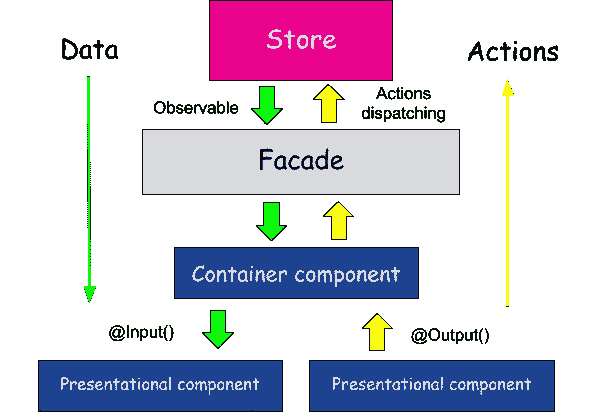 Store
Data
Actions
Observable
Actions
dispatching
Facade
Container component
@Input()
@Output()
Presentational component
Presentational component